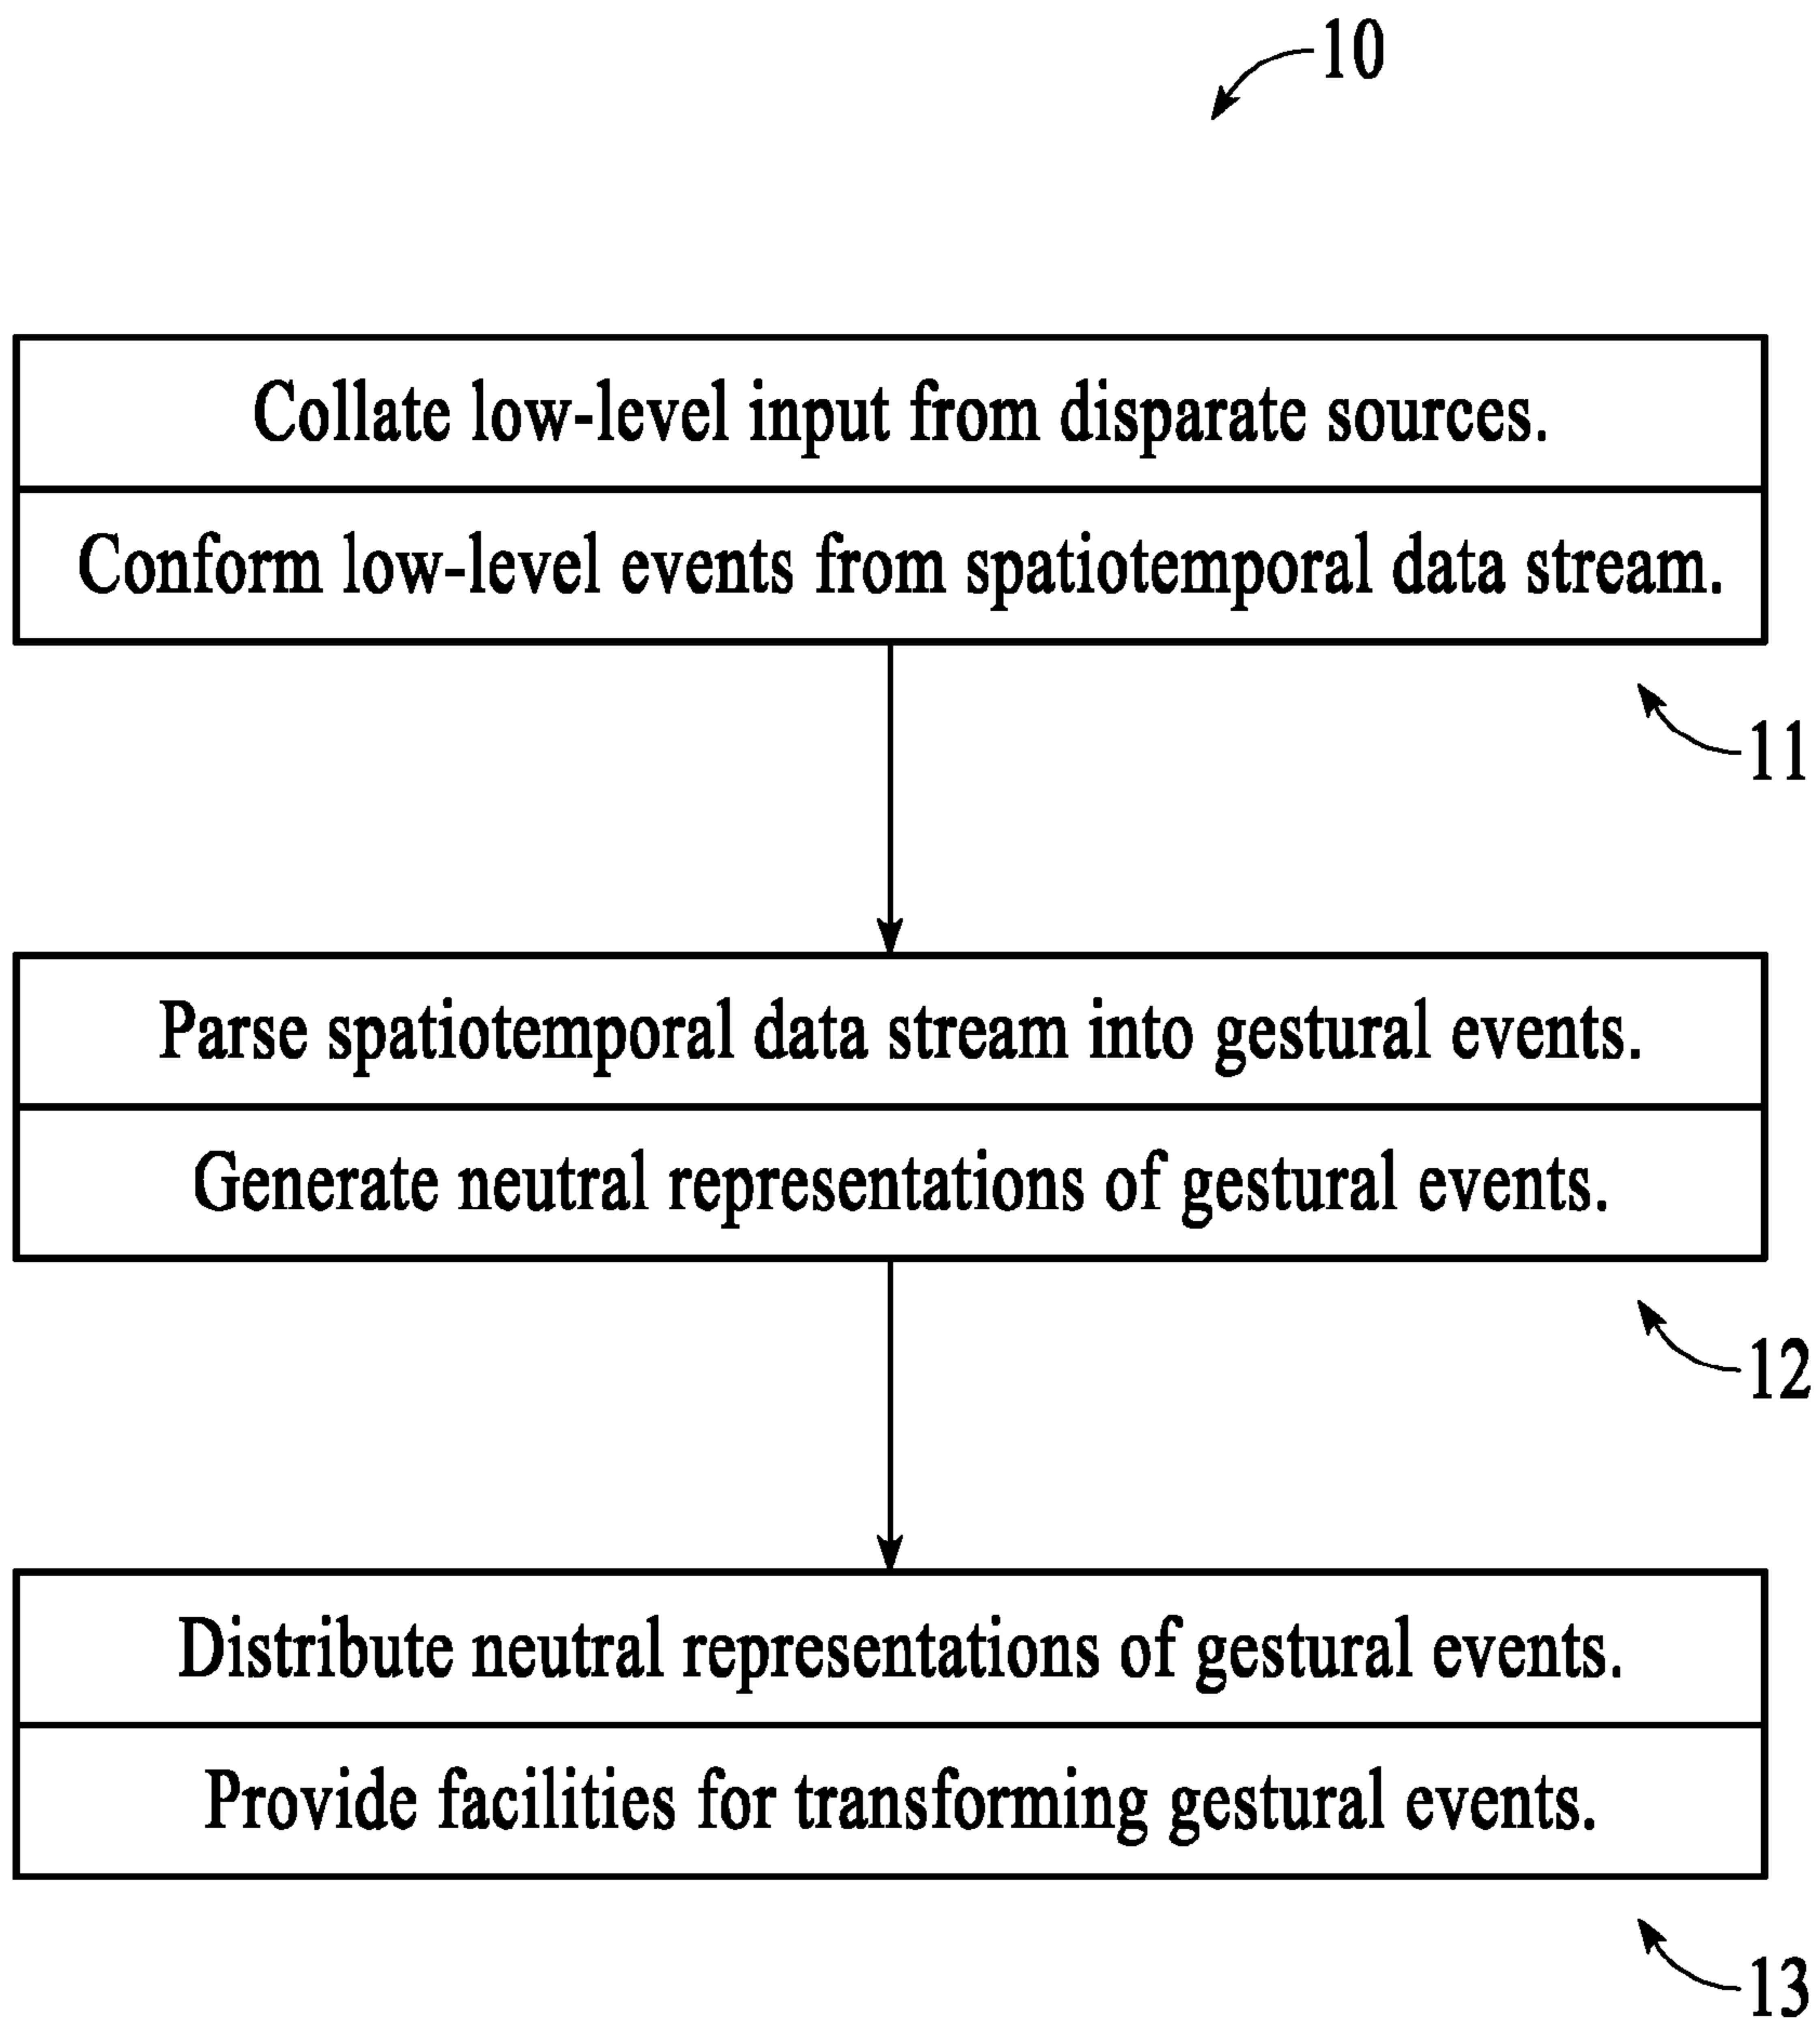 10
Collate low-level input from disparate sources.
Conform low-level events from spatiotemporal data stream.
11
Parse spatiotemporal data stream into gestural events.
Generate neutral representations of gestural events.
12
Distribute neutral representations of gestural events.
Provide facilities for transforming gestural events.
13